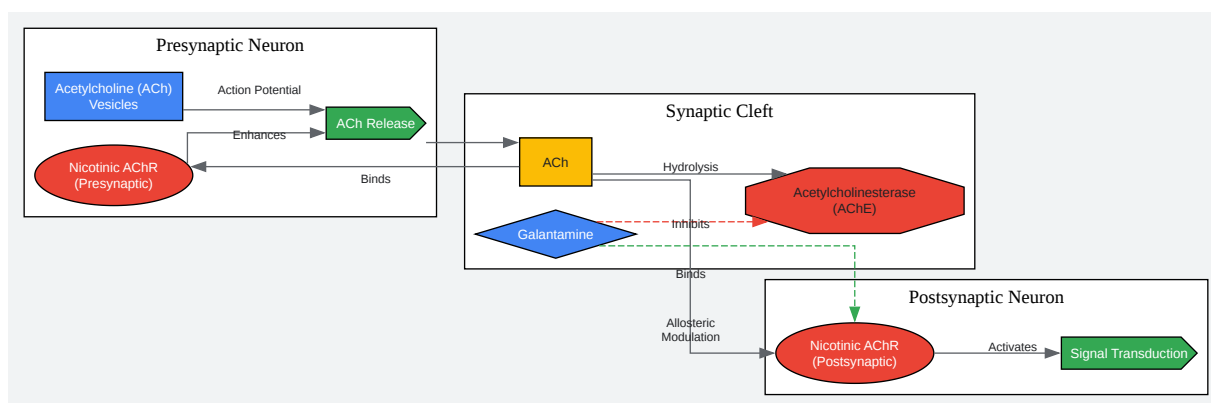 Presynaptic Neuron
Acetylcholine (ACh)
Vesicles
Action Potential
ACh Release
Enhances
Nicotinic AChR
(Presynaptic)
Binds
Synaptic Cleft
ACh
Hydrolysis
Acetylcholinesterase
(AChE)
Inhibits
Galantamine
Binds
Postsynaptic Neuron
Allosteric
Modulation
Nicotinic AChR
(Postsynaptic)
Activates
Signal Transduction